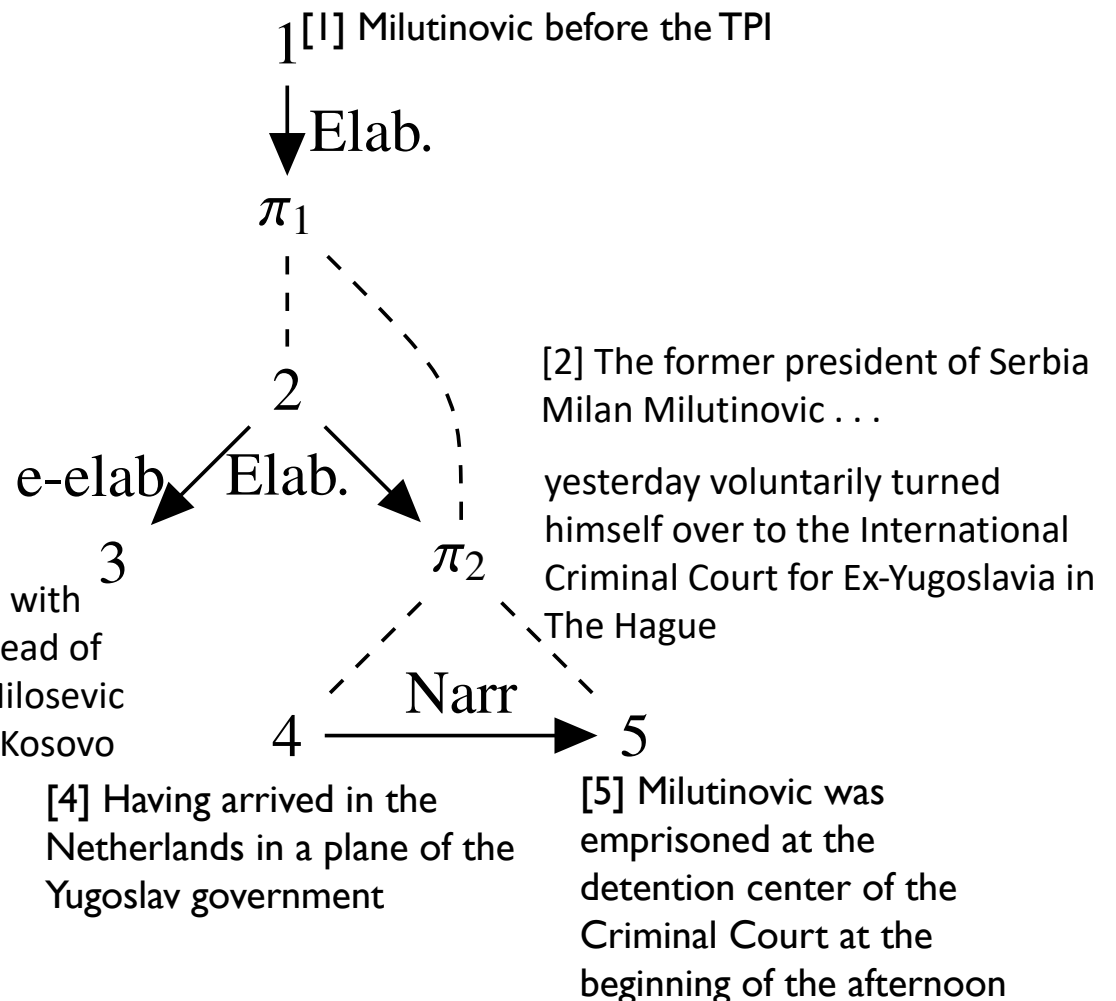 1
[1] Milutinovic before the TPI
Elab.
π1
2
[2] The former president of Serbia
Milan Milutinovic . . .
yesterday voluntarily turned
himself over to the International
Criminal Court for Ex-Yugoslavia in
The Hague
e-elab
Elab.
3
π2
with
ead of
ilosevic
Kosovo
4
Narr
5
[4] Having arrived in the
Netherlands in a plane of the
Yugoslav government
[5] Milutinovic was
emprisoned at the
detention center of the
Criminal Court at the
beginning of the afternoon